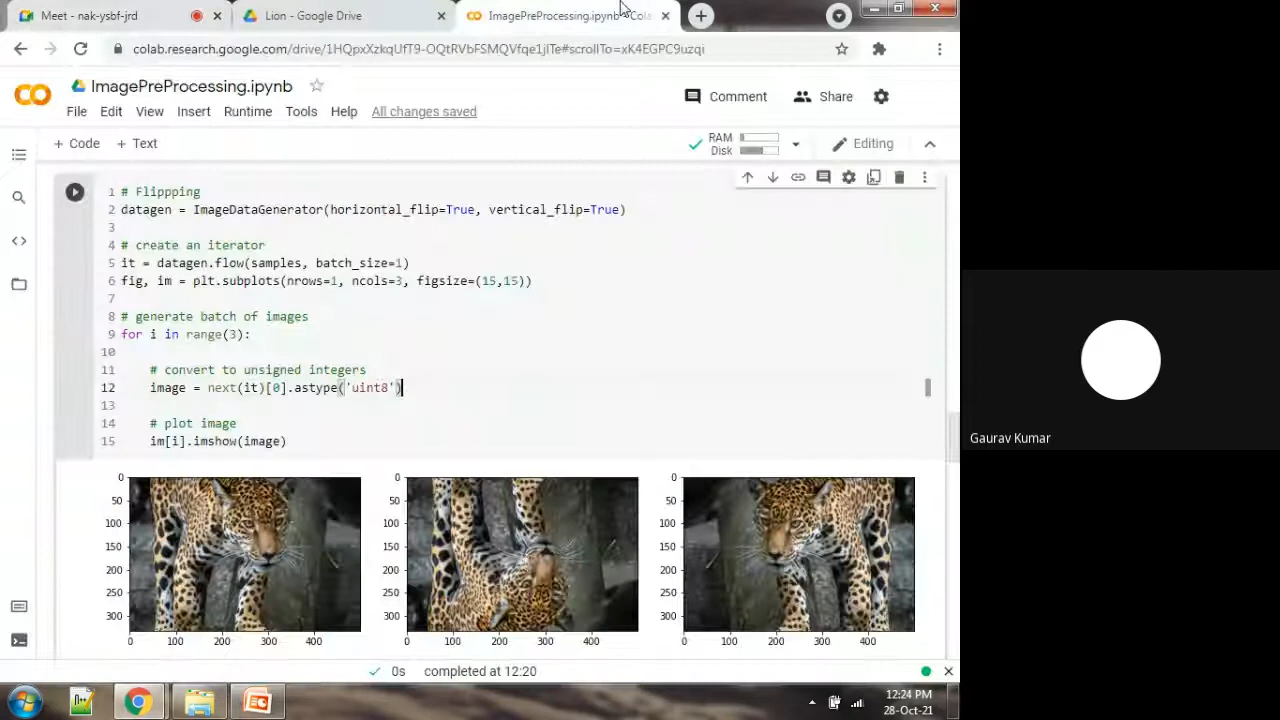 Meet - nak-ysbf-jrd
Lion - Google Drive
ImagePreProcessing.ipynb - Cola
colab.research.google.com/drive/1HQpxXzkqUfT9-OQtRVbFSMQVfqe1jITe#scrollTo=xK4EGPC9uzqi
ImagePreProcessing.ipynb
Comment
Share
File Edit View Insert Runtime Tools Help All changes saved
+ Code + Text
RAM
Disk
Editing
1 # Flippping
2 datagen = ImageDataGenerator(horizontal_flip=True, vertical_flip=True)
3
4 # create an iterator
5 it = datagen.flow(samples, batch_size=1)
6 fig, im = plt.subplots(nrows=1, ncols=3, figsize=(15,15))
7
8 # generate batch of images
9 for i in range(3):
10
11 # convert to unsigned integers
12 image = next(it)[0].astype('uint8')
13
14 # plot image
15 im[i].imshow(image)
0
50
100
150
200
250
300
0 100 200 300 400
0
50
100
150
200
250
300
0 100 200 300 400
0
50
100
150
200
250
300
0 100 200 300 400
0s completed at 12:20
Gaurav Kumar
12:24 PM
28-Oct-21